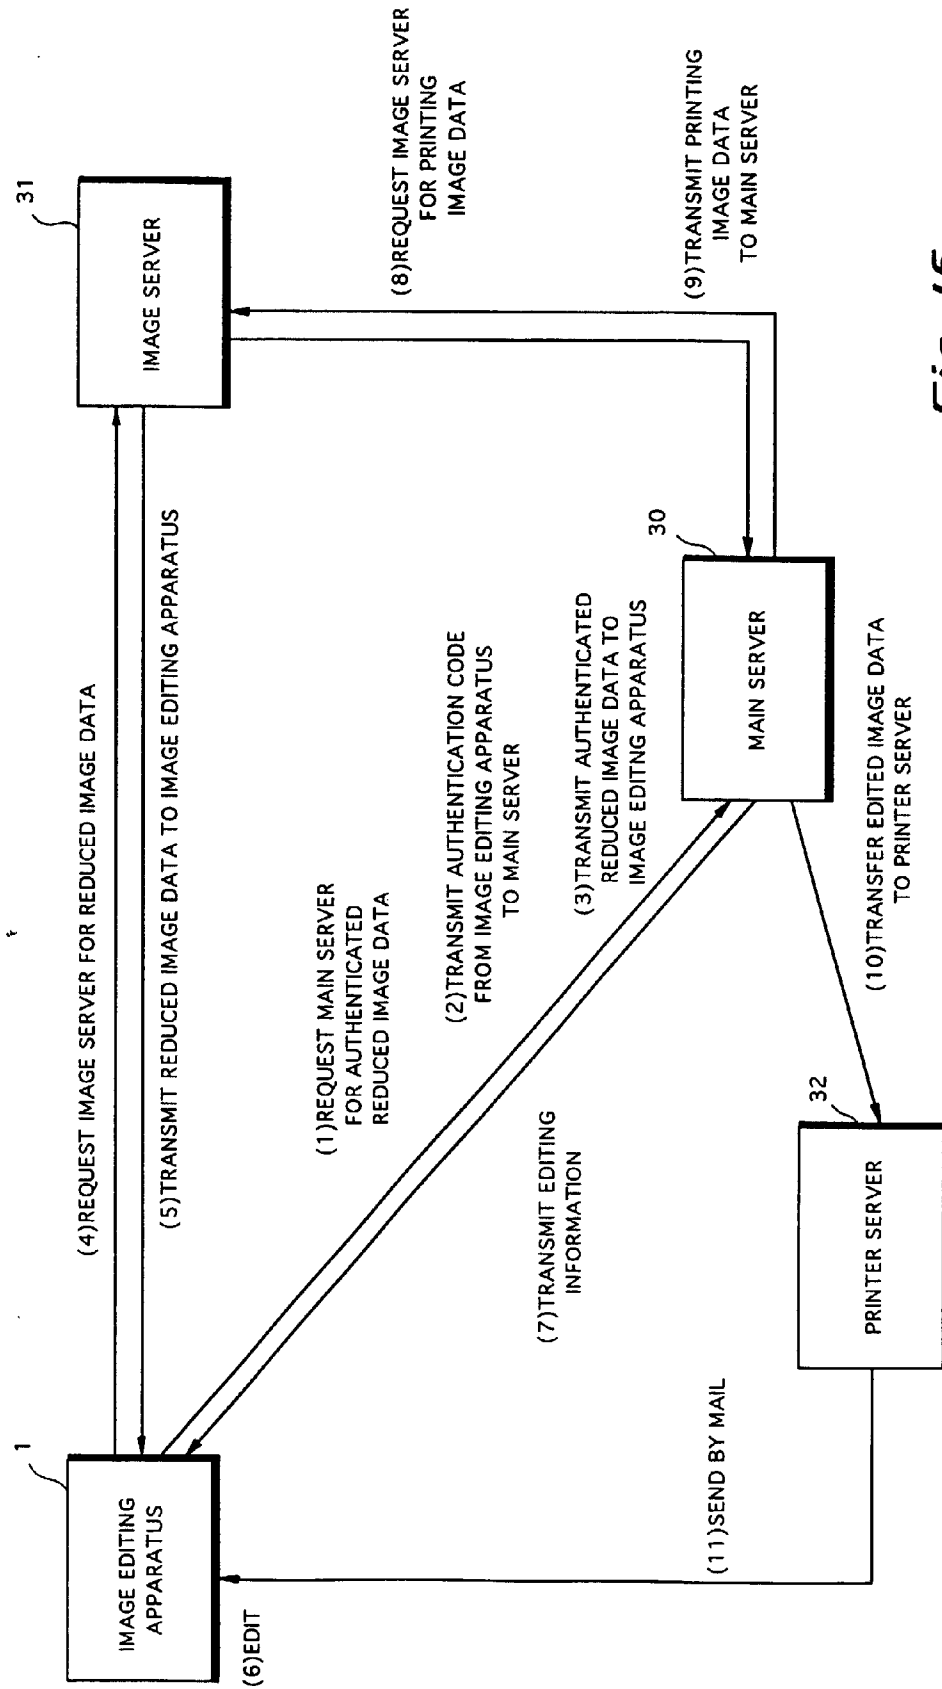 1
IMAGE EDITING
APPARATUS
(6)EDIT
(4)REQUEST IMAGE SERVER FOR REDUCED IMAGE DATA
(5)TRANSMIT REDUCED IMAGE DATA TO IMAGE EDITING APPARATUS
31
IMAGE SERVER
(1)REQUEST MAIN SERVER
FOR AUTHENTICATED
REDUCED IMAGE DATA
(2)TRANSMIT AUTHENTICATION CODE
FROM IMAGE EDITING APPARATUS
TO MAIN SERVER
(3)TRANSMIT AUTHENTICATED
REDUCED IMAGE DATA TO
IMAGE EDITNG APPARATUS
(7)TRANSMIT EDITING
INFORMATION
(8)REQUEST IMAGE SERVER
FOR PRINTING
IMAGE DATA
(9)TRANSMIT PRINTING
IMAGE DATA
TO MAIN SERVER
30
MAIN SERVER
(10)TRANSFER EDITED IMAGE DATA
TO PRINTER SERVER
32
PRINTER SERVER
(11)SEND BY MAIL